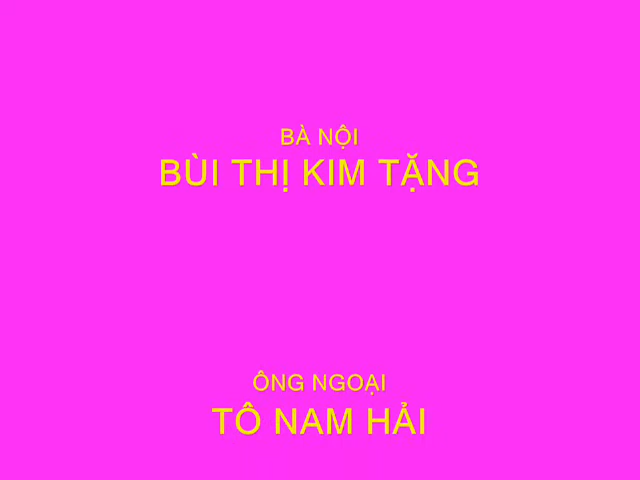 BÀ NỘI
BÙI THỊ KIM TẶNG
ÔNG NGOẠI
TÔ NAM HẢI